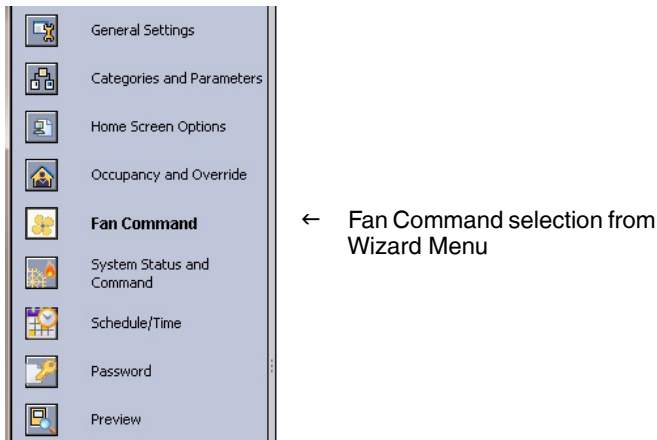 General Settings
Categories and Parameters
Home Screen Options
Occupancy and Override
Fan Command
← Fan Command selection from
Wizard Menu
System Status and
Command
Schedule/Time
Password
Preview